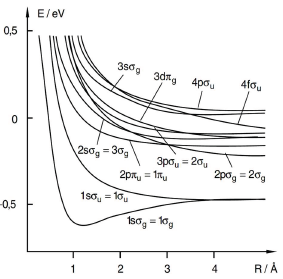 E / eV
0,5
3sσg
3dπg
4pσu
4fσu
0
2sσg = 3σg
3pσu = 2σu
2pπu = 1πu
2pσg = 2σg
1sσu = 1σu
-0,5
1sσg = 1σg
1 2 3 4 R / Å